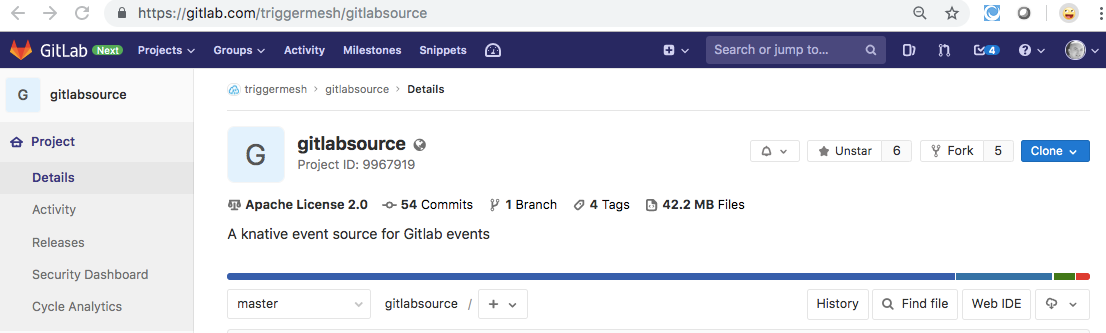 https://gitlab.com/triggermesh/gitlabsource
GitLab Next Projects Groups Activity Milestones Snippets Search or jump to... 4
G gitlabsource
triggermesh > gitlabsource > Details
Project
Details
Activity
Releases
Security Dashboard
Cycle Analytics
G
gitlabsource
Project ID: 9967919
Unstar 6 Fork 5 Clone
Apache License 2.0 54 Commits 1 Branch 4 Tags 42.2 MB Files
A knative event source for Gitlab events
master gitlabsource / + History Find file Web IDE